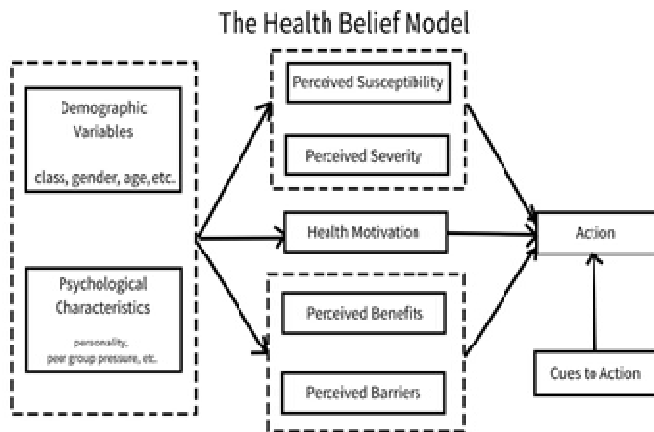 The Health Belief Model
Demographic
Variables
class, gender, age, etc.
Psychological
Characteristics
personality,
peer group pressure, etc.
Perceived Susceptibility
Perceived Severity
Health Motivation
Perceived Benefits
Perceived Barriers
Action
Cues to Action